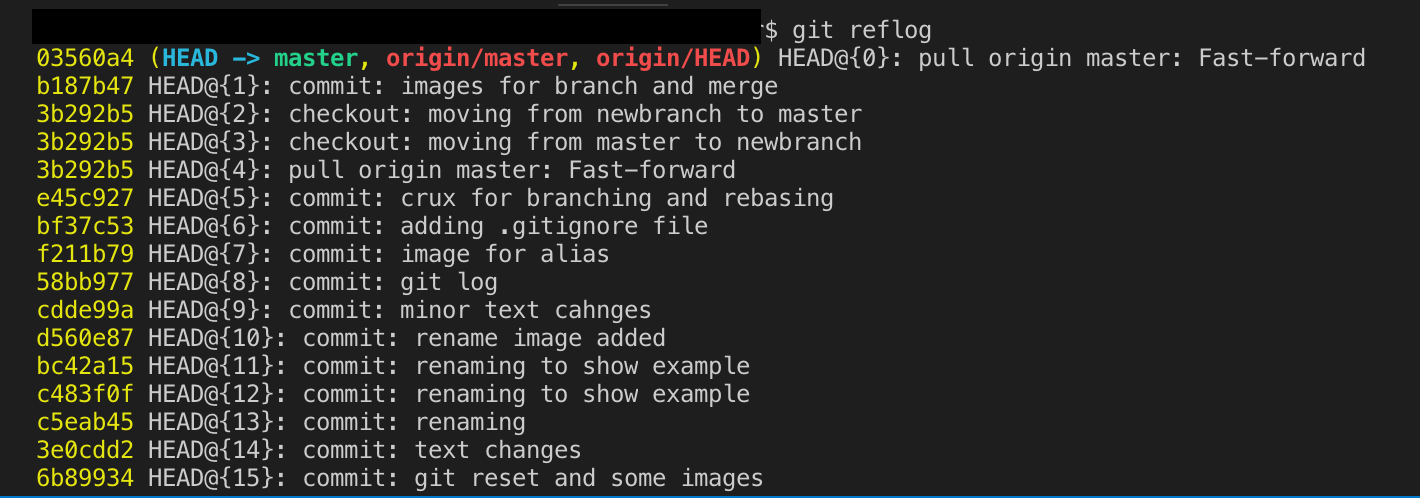 $ git reflog
03560a4 (HEAD -> master, origin/master, origin/HEAD) HEAD@{0}: pull origin master: Fast-forward
b187b47 HEAD@{1}: commit: images for branch and merge
3b292b5 HEAD@{2}: checkout: moving from newbranch to master
3b292b5 HEAD@{3}: checkout: moving from master to newbranch
3b292b5 HEAD@{4}: pull origin master: Fast-forward
e45c927 HEAD@{5}: commit: crux for branching and rebasing
bf37c53 HEAD@{6}: commit: adding .gitignore file
f211b79 HEAD@{7}: commit: image for alias
58bb977 HEAD@{8}: commit: git log
cdde99a HEAD@{9}: commit: minor text cahnges
d560e87 HEAD@{10}: commit: rename image added
bc42a15 HEAD@{11}: commit: renaming to show example
c483f0f HEAD@{12}: commit: renaming to show example
c5eab45 HEAD@{13}: commit: renaming
3e0cdd2 HEAD@{14}: commit: text changes
6b89934 HEAD@{15}: commit: git reset and some images